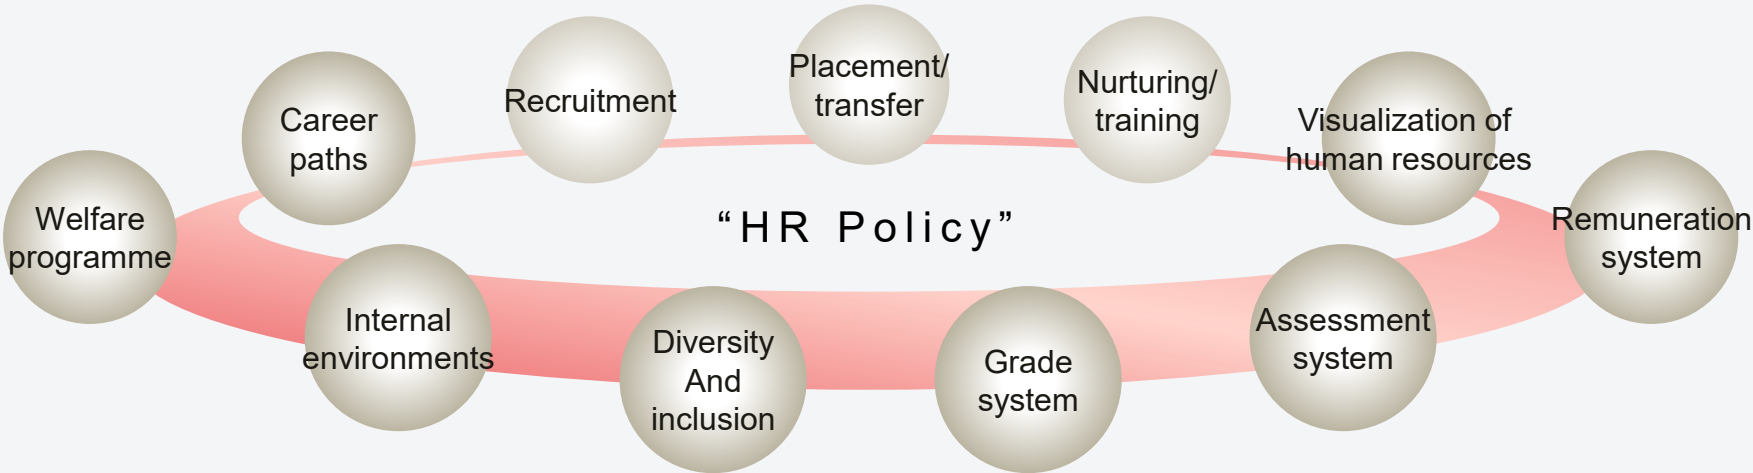 Placement/
transfer
Nurturing/
training
Recruitment
Career
paths
Visualization of
human resources
Welfare
programme
“HR Policy”
Remuneration
system
Internal
environments
Diversity
And
inclusion
Grade
system
Assessment
system